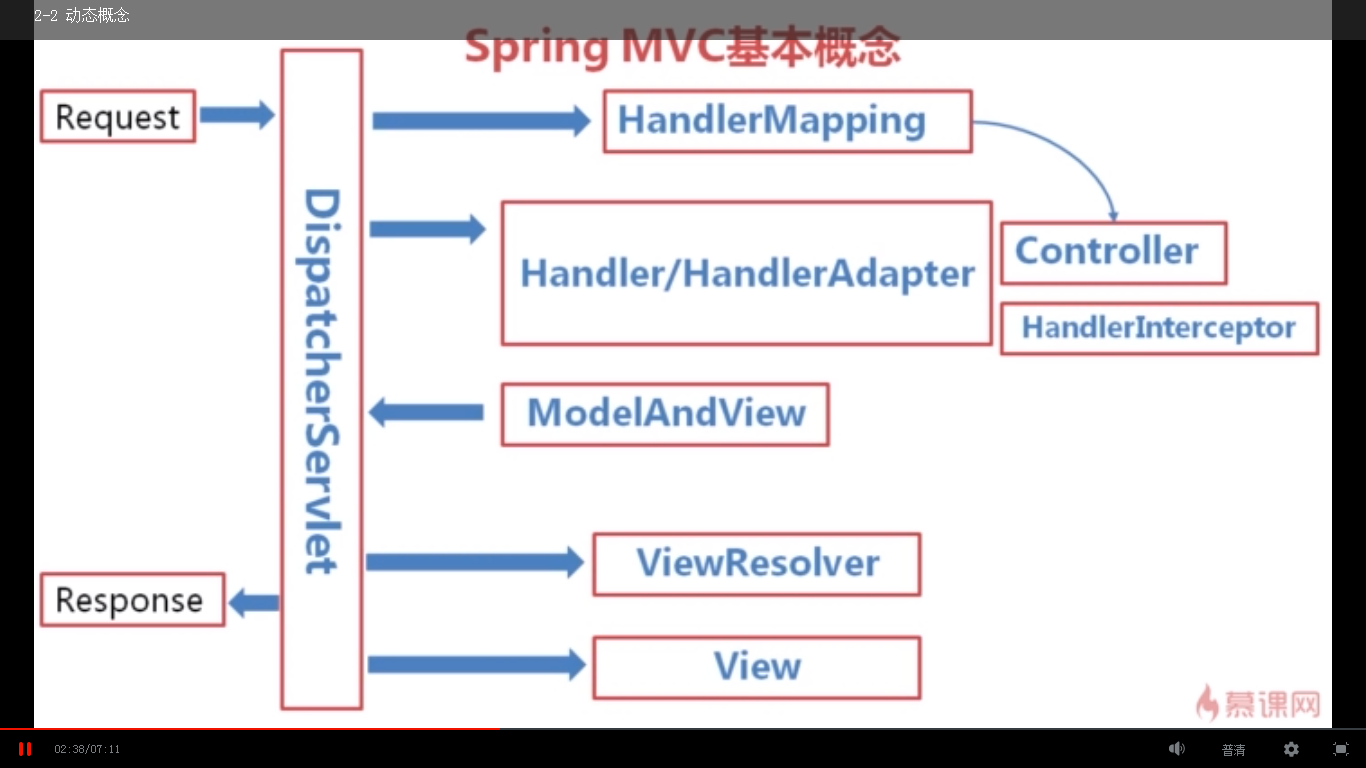 2-2 动态概念
Spring MVC基本概念
Request
HandlerMapping
DispatcherServlet
Handler/HandlerAdapter
Controller
HandlerInterceptor
ModelAndView
ViewResolver
Response
View
慕课网
02:38/07:11
普清